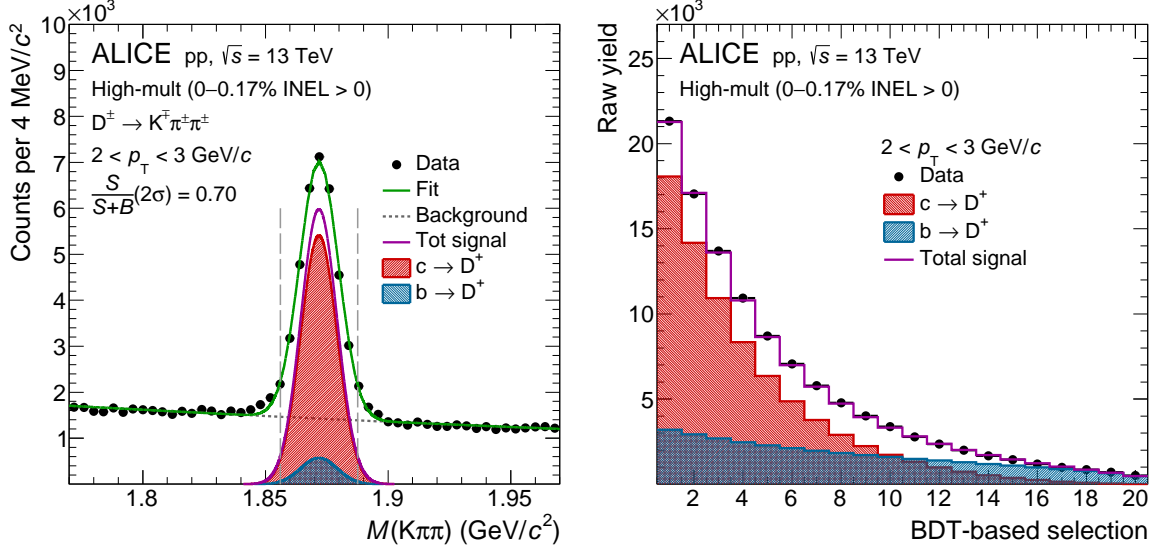 ×10³
ALICE pp, √s = 13 TeV
High-mult (0–0.17% INEL > 0)
D± → K∓π±π±
2 < pT < 3 GeV/c
S/S+B (2σ) = 0.70
Data
Fit
Background
Tot signal
c → D+
b → D+
Counts per 4 MeV/c²
10
9
8
7
6
5
4
3
2
1
1.8
1.85
1.9
1.95
M(Kππ) (GeV/c²)
×10³
ALICE pp, √s = 13 TeV
High-mult (0–0.17% INEL > 0)
2 < pT < 3 GeV/c
Data
c → D+
b → D+
Total signal
Raw yield
25
20
15
10
5
2 4 6 8 10 12 14 16 18 20
BDT-based selection